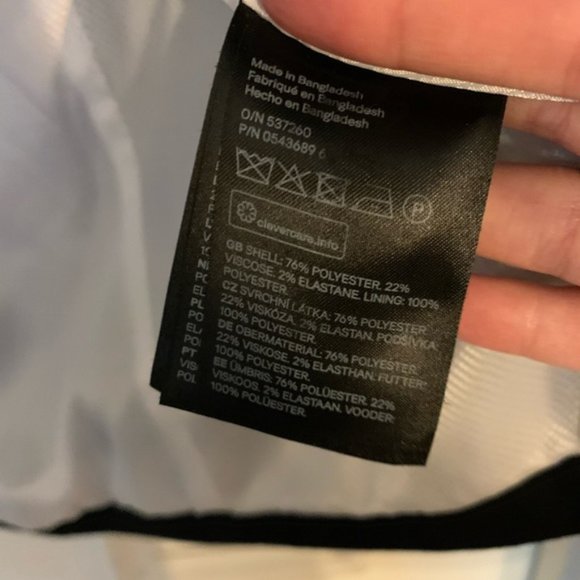 Made in Bangladesh
Fabriqué en Bangladesh
Hecho en Bangladesh
O/N 537260
P/N 0543689 6
P
clevercare.info
GB SHELL: 76% POLYESTER. 22%
VISCOSE. 2% ELASTANE. LINING: 100%
POLYESTER.
CZ SVRCHNÍ LÁTKA: 76% POLYESTER.
22% VISKÓZA. 2% ELASTAN. PODŠÍVKA:
100% POLYESTER.
DE OBERMATERIAL: 76% POLYESTER.
22% VISKOSE. 2% ELASTHAN. FUTTER:
100% POLYESTER.
EE ÜMBRIS: 76% POLÜESTER. 22%
VISKOOS. 2% ELASTAAN. VOODER:
100% POLÜESTER.